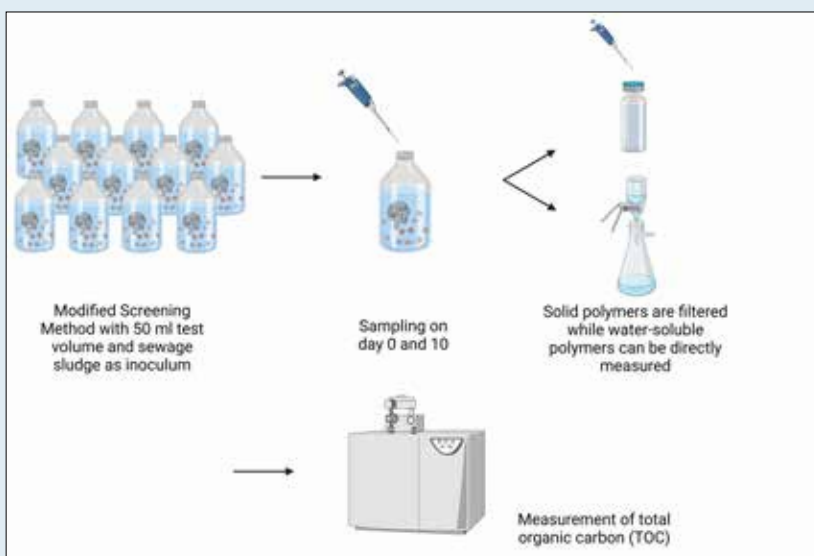 Modified Screening
Method with 50 ml test
volume and sewage
sludge as inoculum
Sampling on
day 0 and 10
Solid polymers are filtered
while water-soluble
polymers can be directly
measured
Measurement of total
organic carbon (TOC)